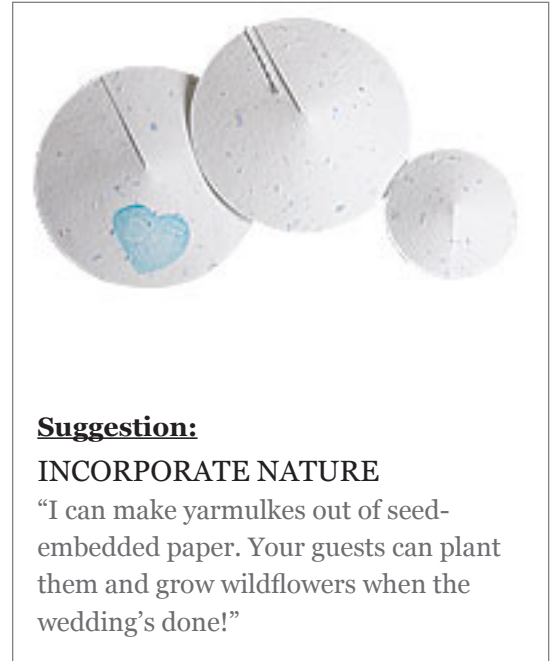 Suggestion:
INCORPORATE NATURE
“I can make yarmulkes out of seed-
embedded paper. Your guests can plant
them and grow wildflowers when the
wedding’s done!”